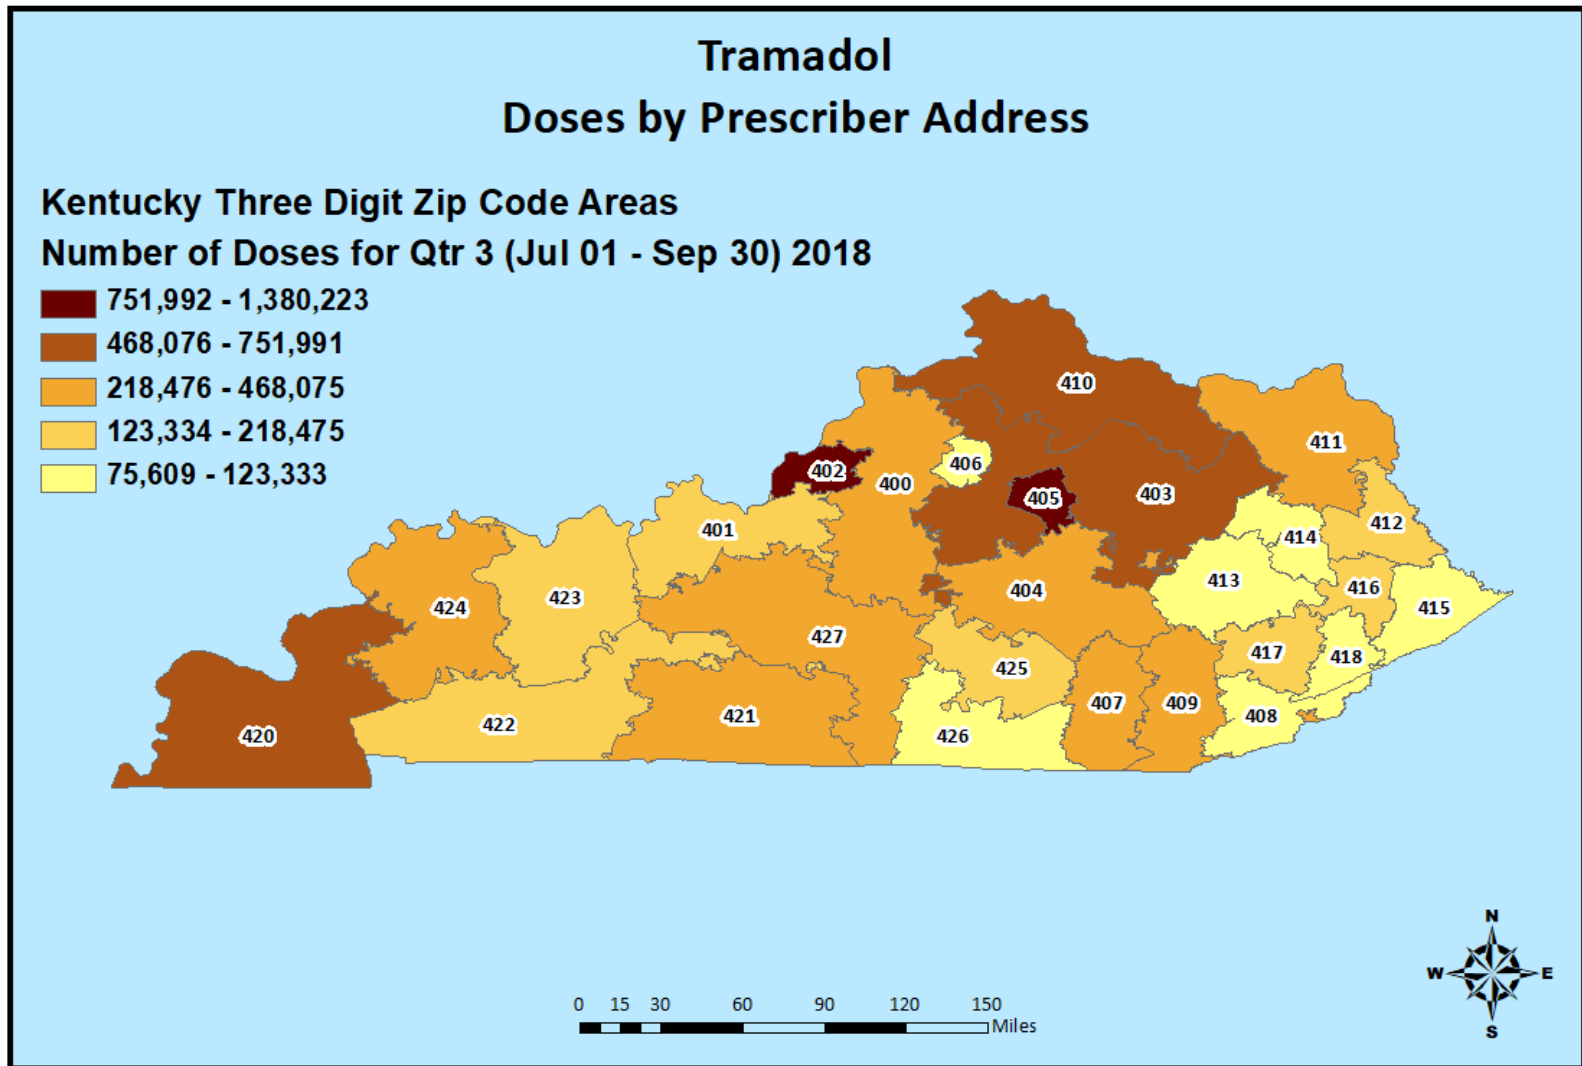 Tramadol
Doses by Prescriber Address
Kentucky Three Digit Zip Code Areas
Number of Doses for Qtr 3 (Jul 01 - Sep 30) 2018
751,992 - 1,380,223
468,076 - 751,991
218,476 - 468,075
123,334 - 218,475
75,609 - 123,333
410
411
402
406
400
405
403
401
412
414
413
404
416
415
423
424
427
425
417
418
407
409
408
420
422
421
426
N
W E
S
0 15 30 60 90 120 150
Miles